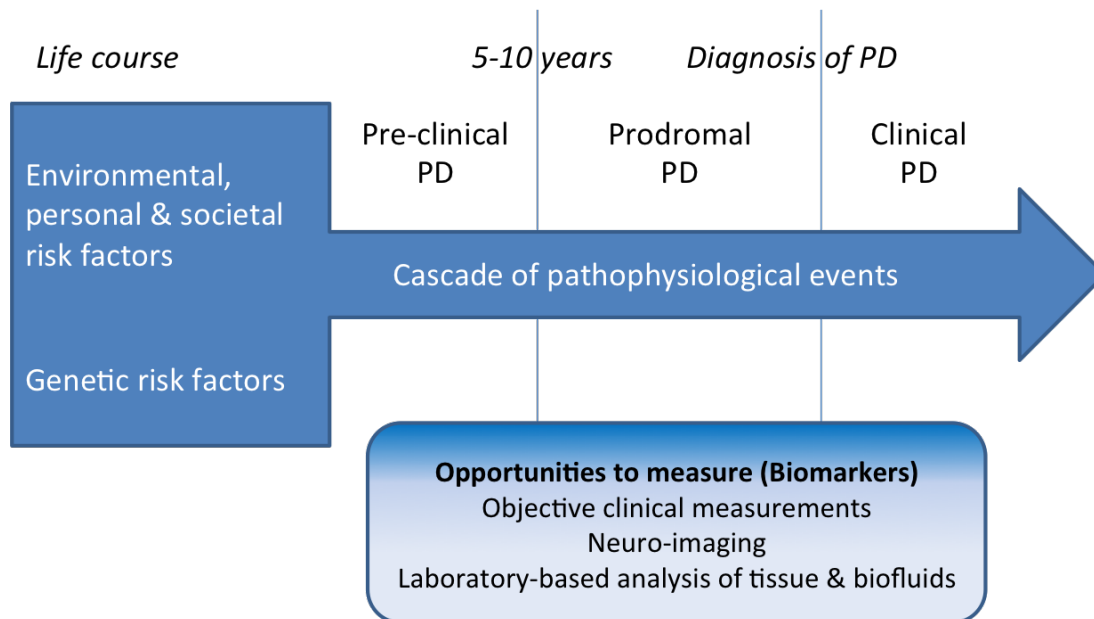 Life course
5-10 years
Diagnosis of PD
Pre-clinical
PD
Prodromal
PD
Clinical
PD
Environmental,
personal & societal
risk factors
Cascade of pathophysiological events
Genetic risk factors
Opportunities to measure (Biomarkers)
Objective clinical measurements
Neuro-imaging
Laboratory-based analysis of tissue & biofluids